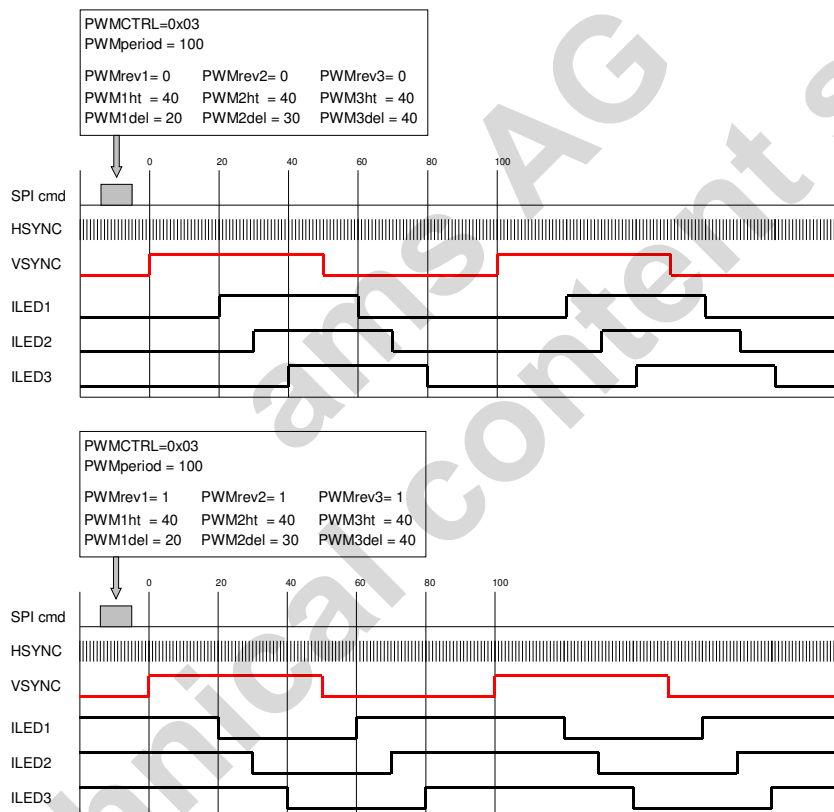 PWMCTRL=0x03
PWMperiod = 100
PWMrev1= 0 PWMrev2= 0 PWMrev3= 0
PWM1ht = 40 PWM2ht = 40 PWM3ht = 40
PWM1del = 20 PWM2del = 30 PWM3del = 40
0 20 40 60 80 100
SPI cmd
HSYNC
VSYNC
ILED1
ILED2
ILED3
PWMCTRL=0x03
PWMperiod = 100
PWMrev1= 1 PWMrev2= 1 PWMrev3= 1
PWM1ht = 40 PWM2ht = 40 PWM3ht = 40
PWM1del = 20 PWM2del = 30 PWM3del = 40
0 20 40 60 80 100
SPI cmd
HSYNC
VSYNC
ILED1
ILED2
ILED3
ams AG
content